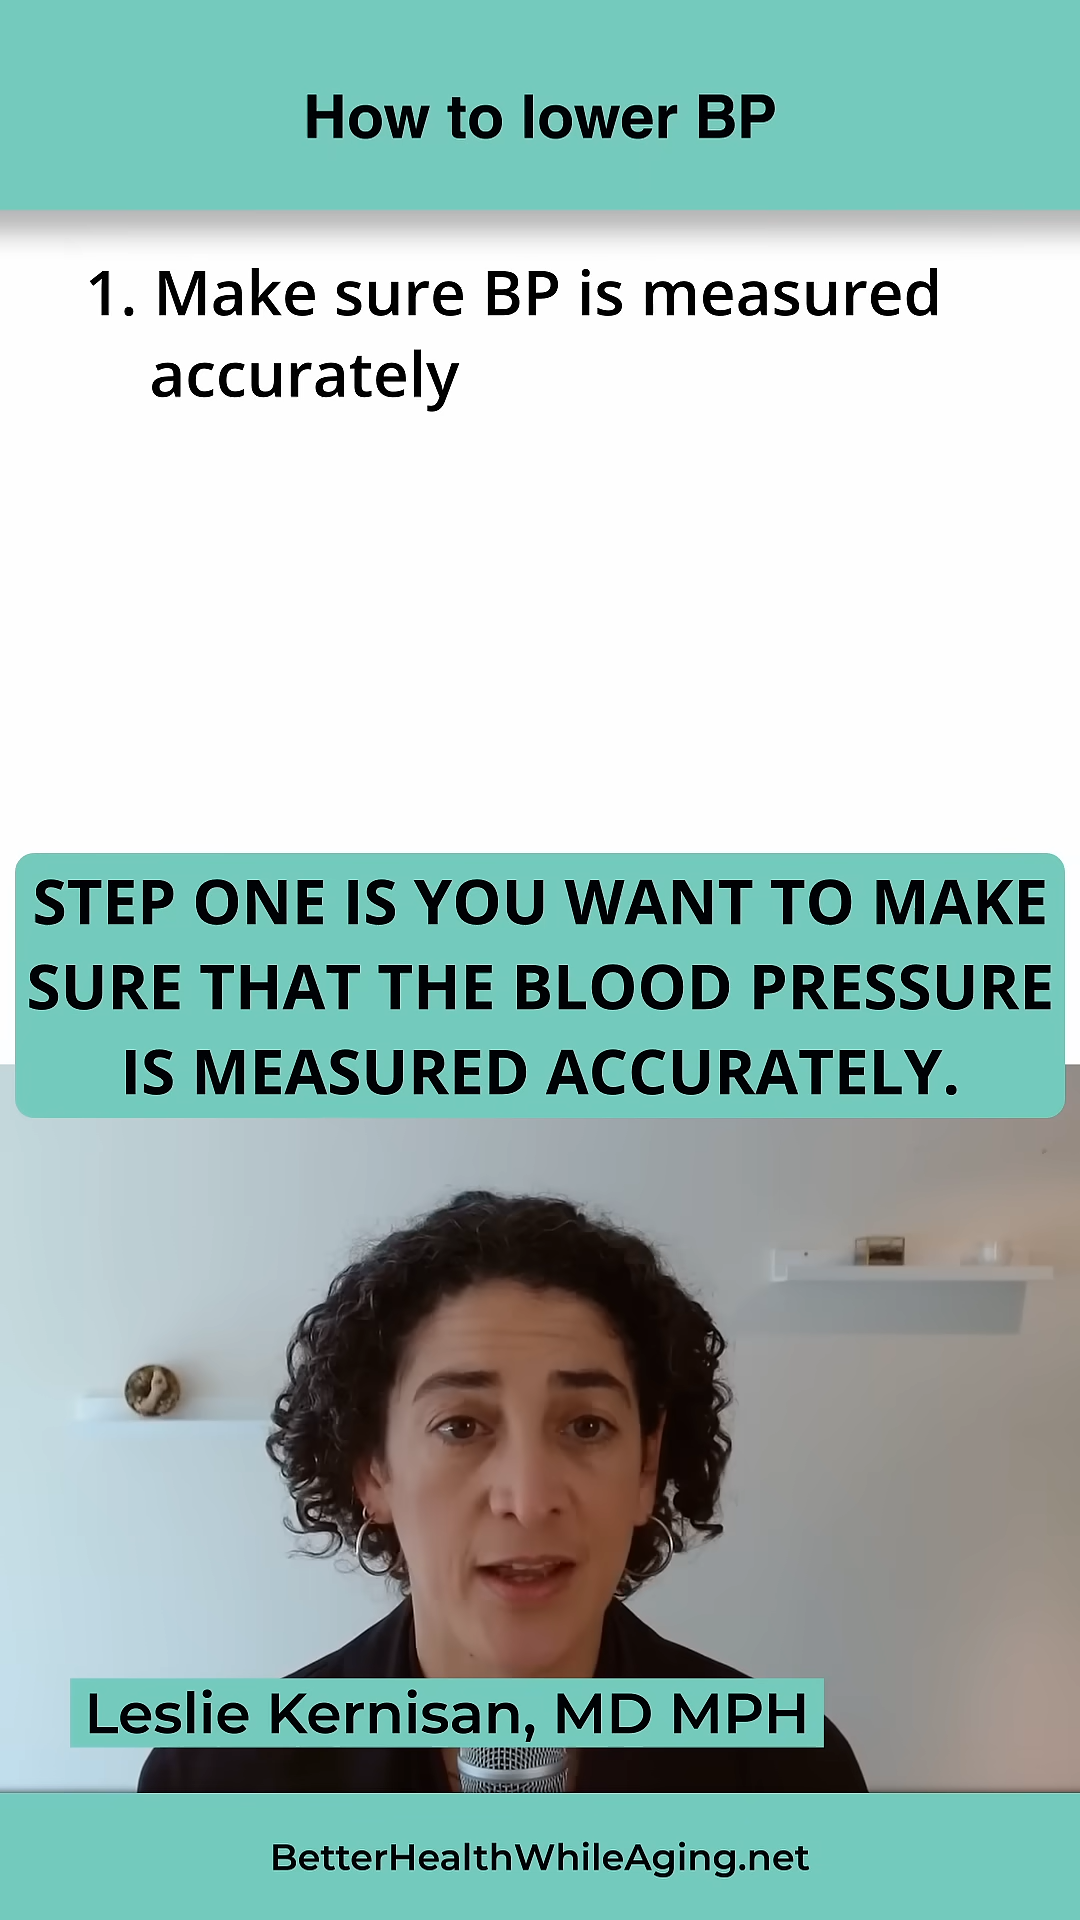 How to lower BP
1. Make sure BP is measured
accurately
STEP ONE IS YOU WANT TO MAKE
SURE THAT THE BLOOD PRESSURE
IS MEASURED ACCURATELY.
Leslie Kernisan, MD MPH
BetterHealthWhileAging.net